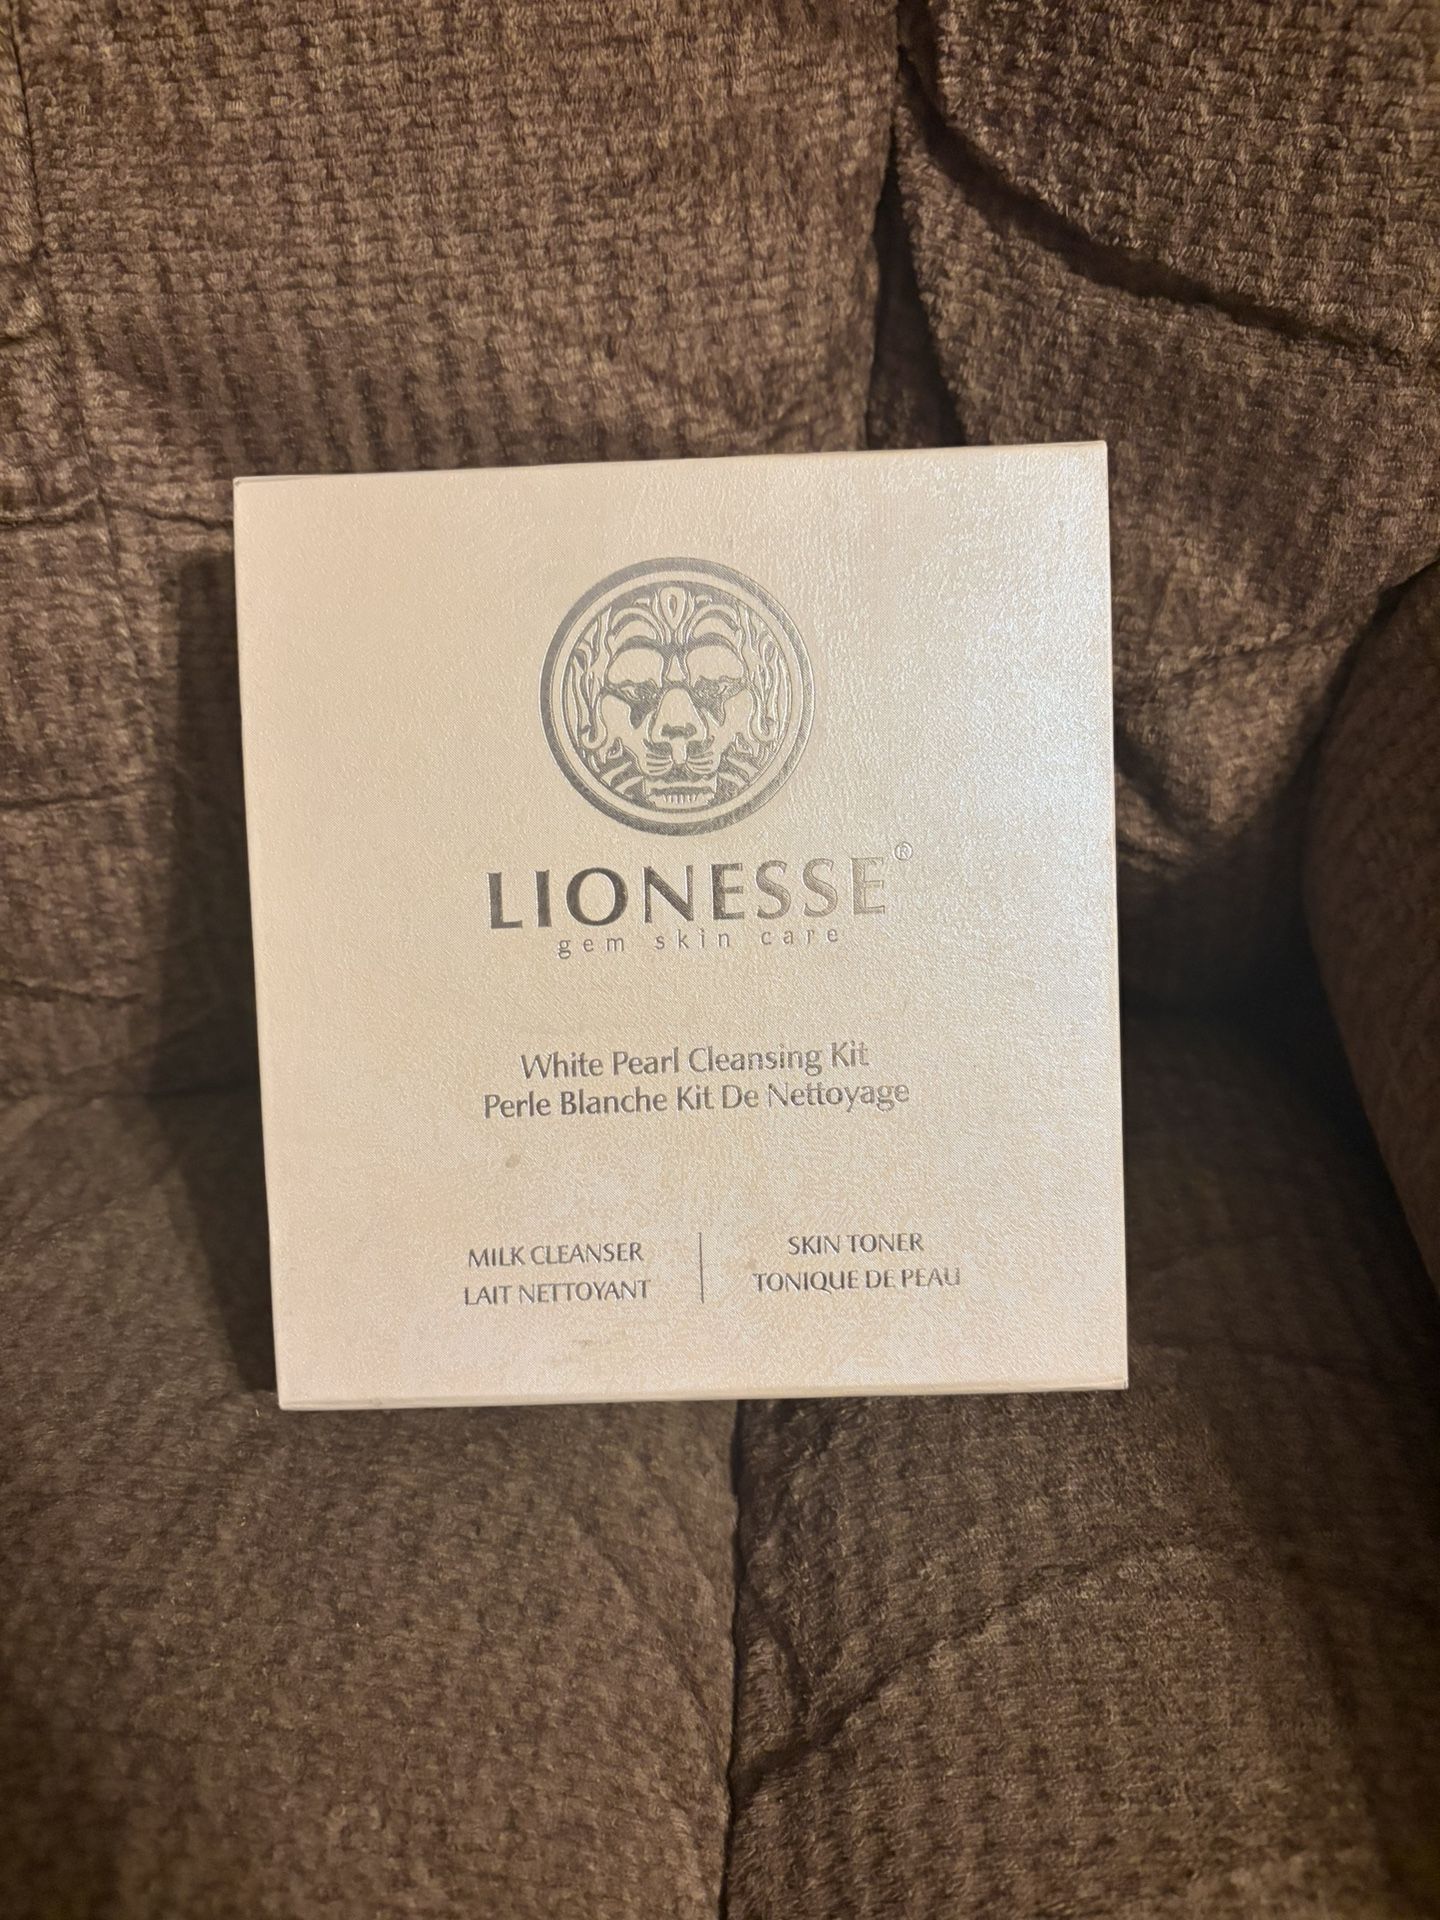 LIONESSE®
gem skin care
White Pearl Cleansing Kit
Perle Blanche Kit De Nettoyage
MILK CLEANSER
LAIT NETTOYANT
SKIN TONER
TONIQUE DE PEAU